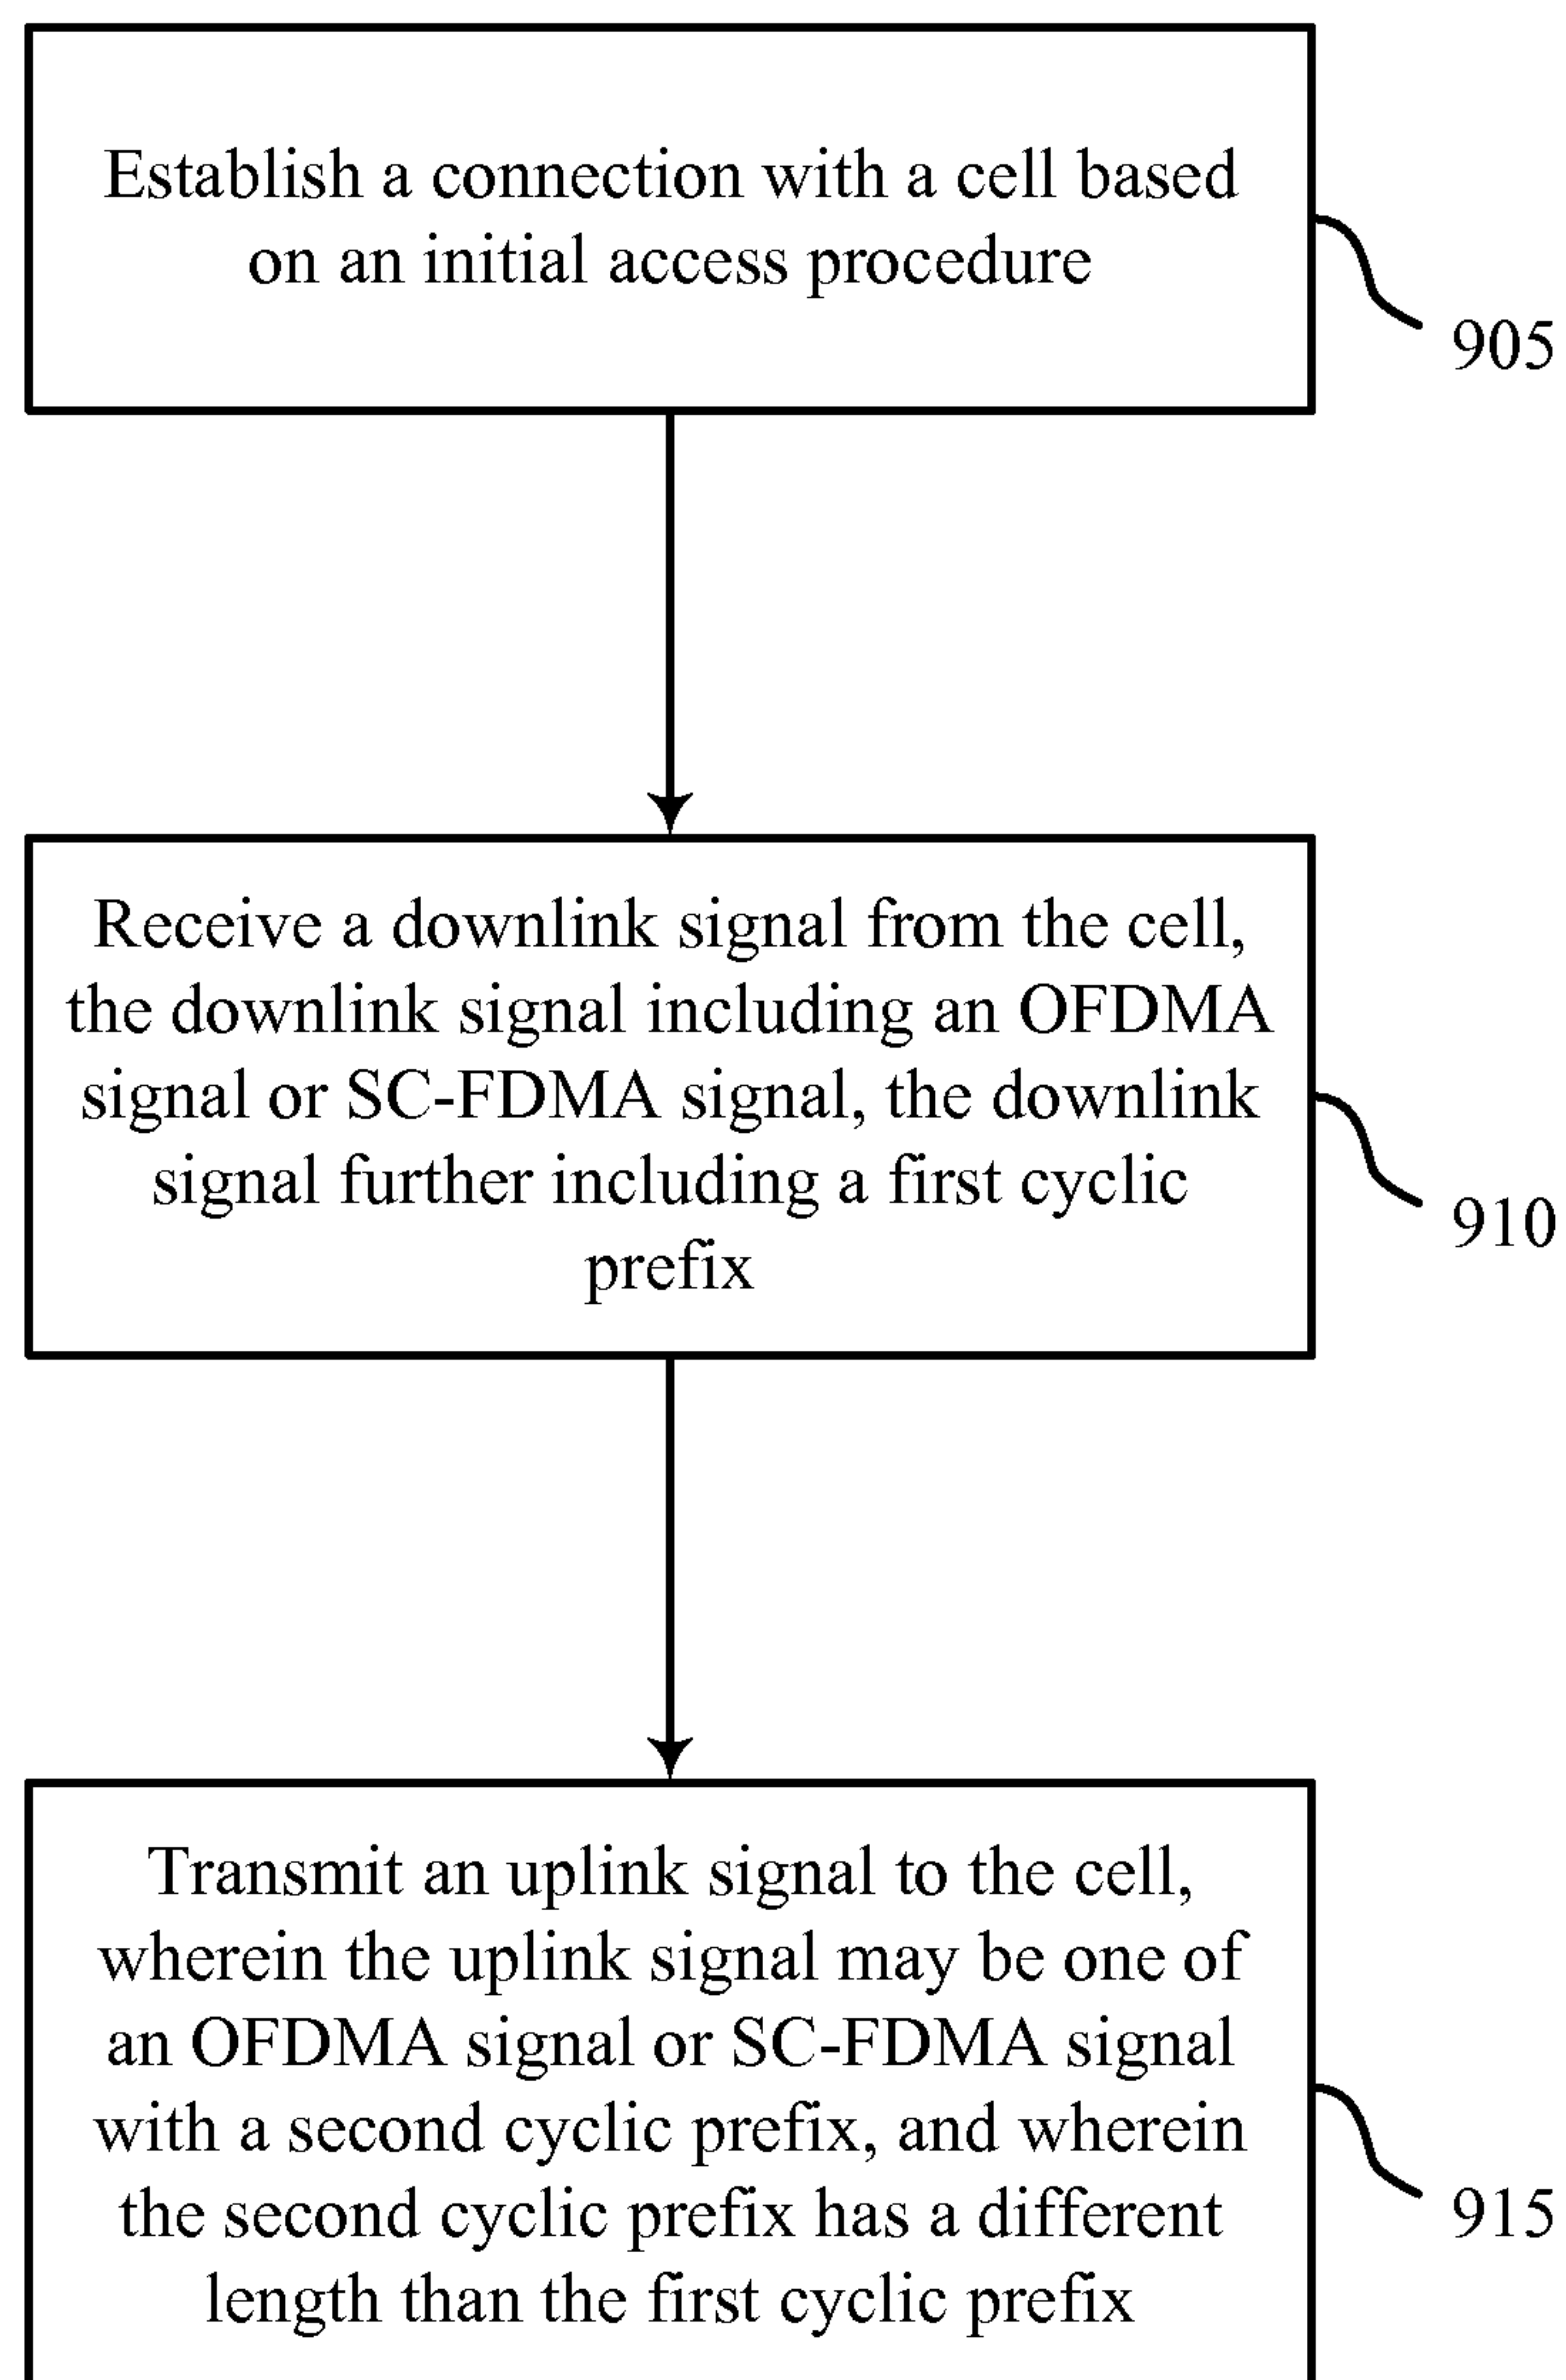 Establish a connection with a cell based
on an initial access procedure
905
Receive a downlink signal from the cell,
the downlink signal including an OFDMA
signal or SC-FDMA signal, the downlink
signal further including a first cyclic
prefix
910
Transmit an uplink signal to the cell,
wherein the uplink signal may be one of
an OFDMA signal or SC-FDMA signal
with a second cyclic prefix, and wherein
the second cyclic prefix has a different
length than the first cyclic prefix
915